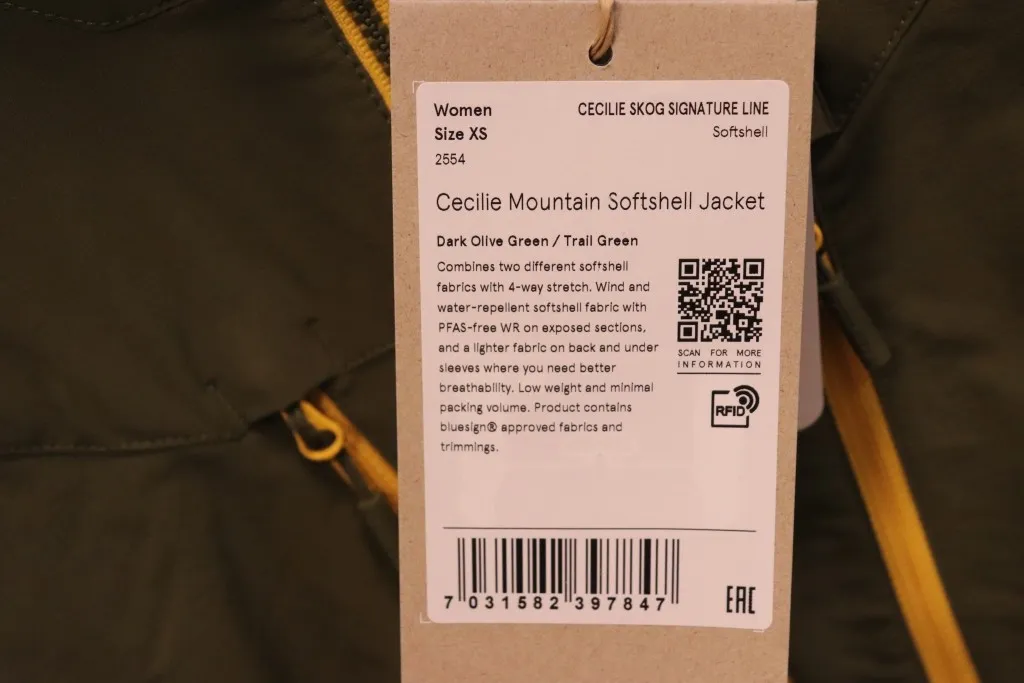 Women
CECILIE SKOG SIGNATURE LINE
Size XS
Softshell
2554
Cecilie Mountain Softshell Jacket
Dark Olive Green / Trail Green
Combines two different softshell
fabrics with 4-way stretch. Wind and
water-repellent softshell fabric with
PFAS-free WR on exposed sections,
and a lighter fabric on back and under
sleeves where you need better
breathability. Low weight and minimal
packing volume. Product contains
bluesign® approved fabrics and
trimmings.
SCAN FOR MORE
INFORMATION
RFID
7 031582 397847
EAC